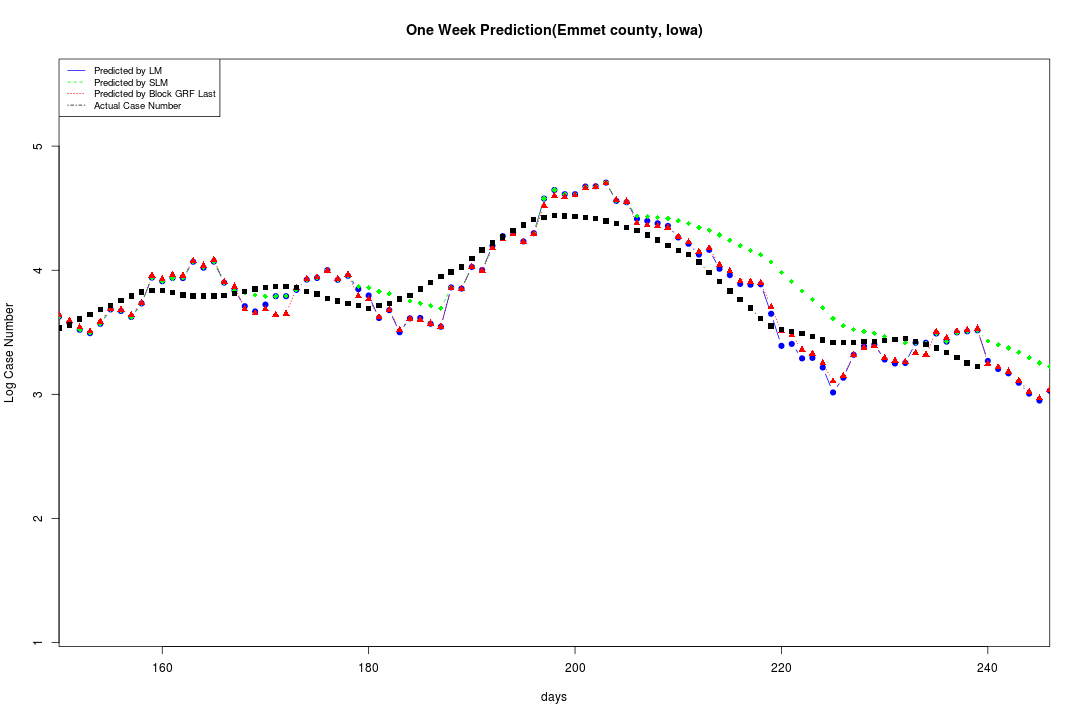 One Week Prediction(Emmet county, Iowa)
Predicted by LM
Predicted by SLM
Predicted by Block GRF Last
Actual Case Number
5
4
3
2
1
Log Case Number
160 180 200 220 240
days